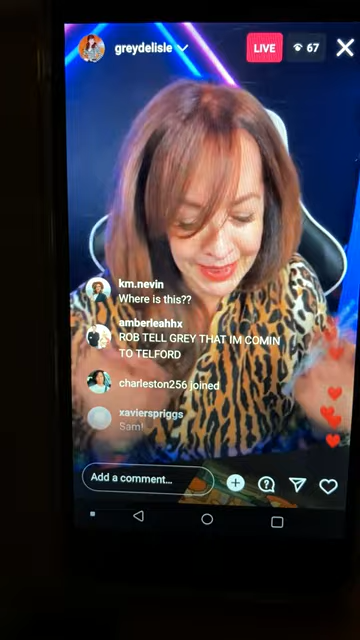 greydelisle
LIVE
67
km.nevin
Where is this??
amberleahhx
ROB TELL GREY THAT IM COMIN
TO TELFORD
charleston256 joined
xavierspriggs
Sam!
Add a comment...